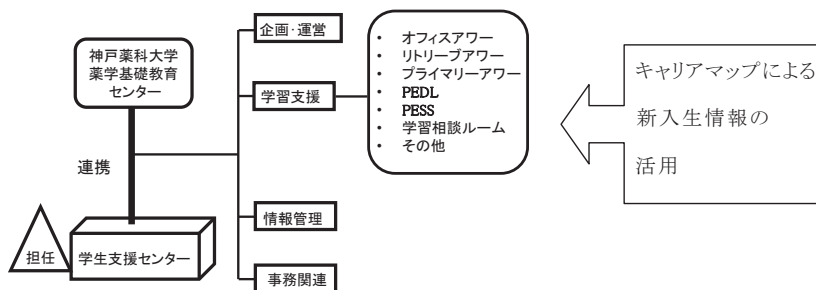 神戸薬科大学
薬学基礎教育
センター
連携
担任
学生支援センター
企画・運営
学習支援
情報管理
事務関連
・ オフィスアワー
・ リトリーブアワー
・ プライマリーアワー
・ PEDL
・ PESS
・ 学習相談ルーム
・ その他
キャリアマップによる
新入生情報の
活用